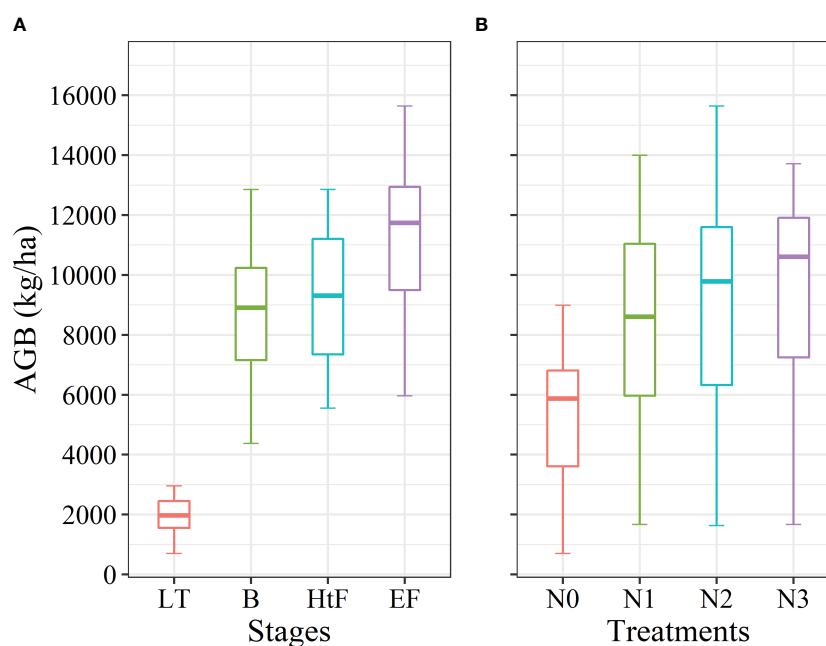 A
B
AGB (kg/ha)
16000
14000
12000
10000
8000
6000
4000
2000
0
LT B HtF EF
N0 N1 N2 N3
Stages
Treatments